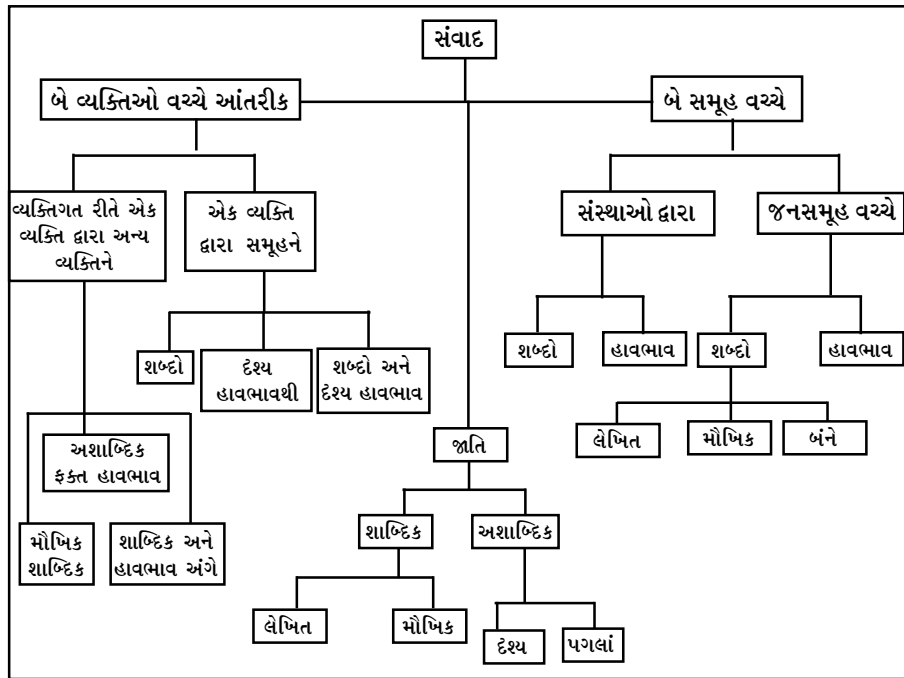 સંવાદ
બે વ્યક્તિઓ વચ્ચે આંતરીક
બે સમૂહ વચ્ચે
વ્યક્તિગત રીતે એક
વ્યક્તિ દ્વારા અન્ય
વ્યક્તિને
એક વ્યક્તિ
દ્વારા સમૂહને
સંસ્થાઓ દ્વારા
જનસમૂહ વચ્ચે
શબ્દો
દૃશ્ય
હાવભાવથી
શબ્દો અને
દૃશ્ય હાવભાવ
શબ્દો
હાવભાવ
શબ્દો
હાવભાવ
લેખિત
મૌખિક
બંને
અશાબ્દિક
ફક્ત હાવભાવ
જાતિ
મૌખિક
શાબ્દિક
શાબ્દિક અને
હાવભાવ અંગે
શાબ્દિક
અશાબ્દિક
લેખિત
મૌખિક
દૃશ્ય
પગલાં